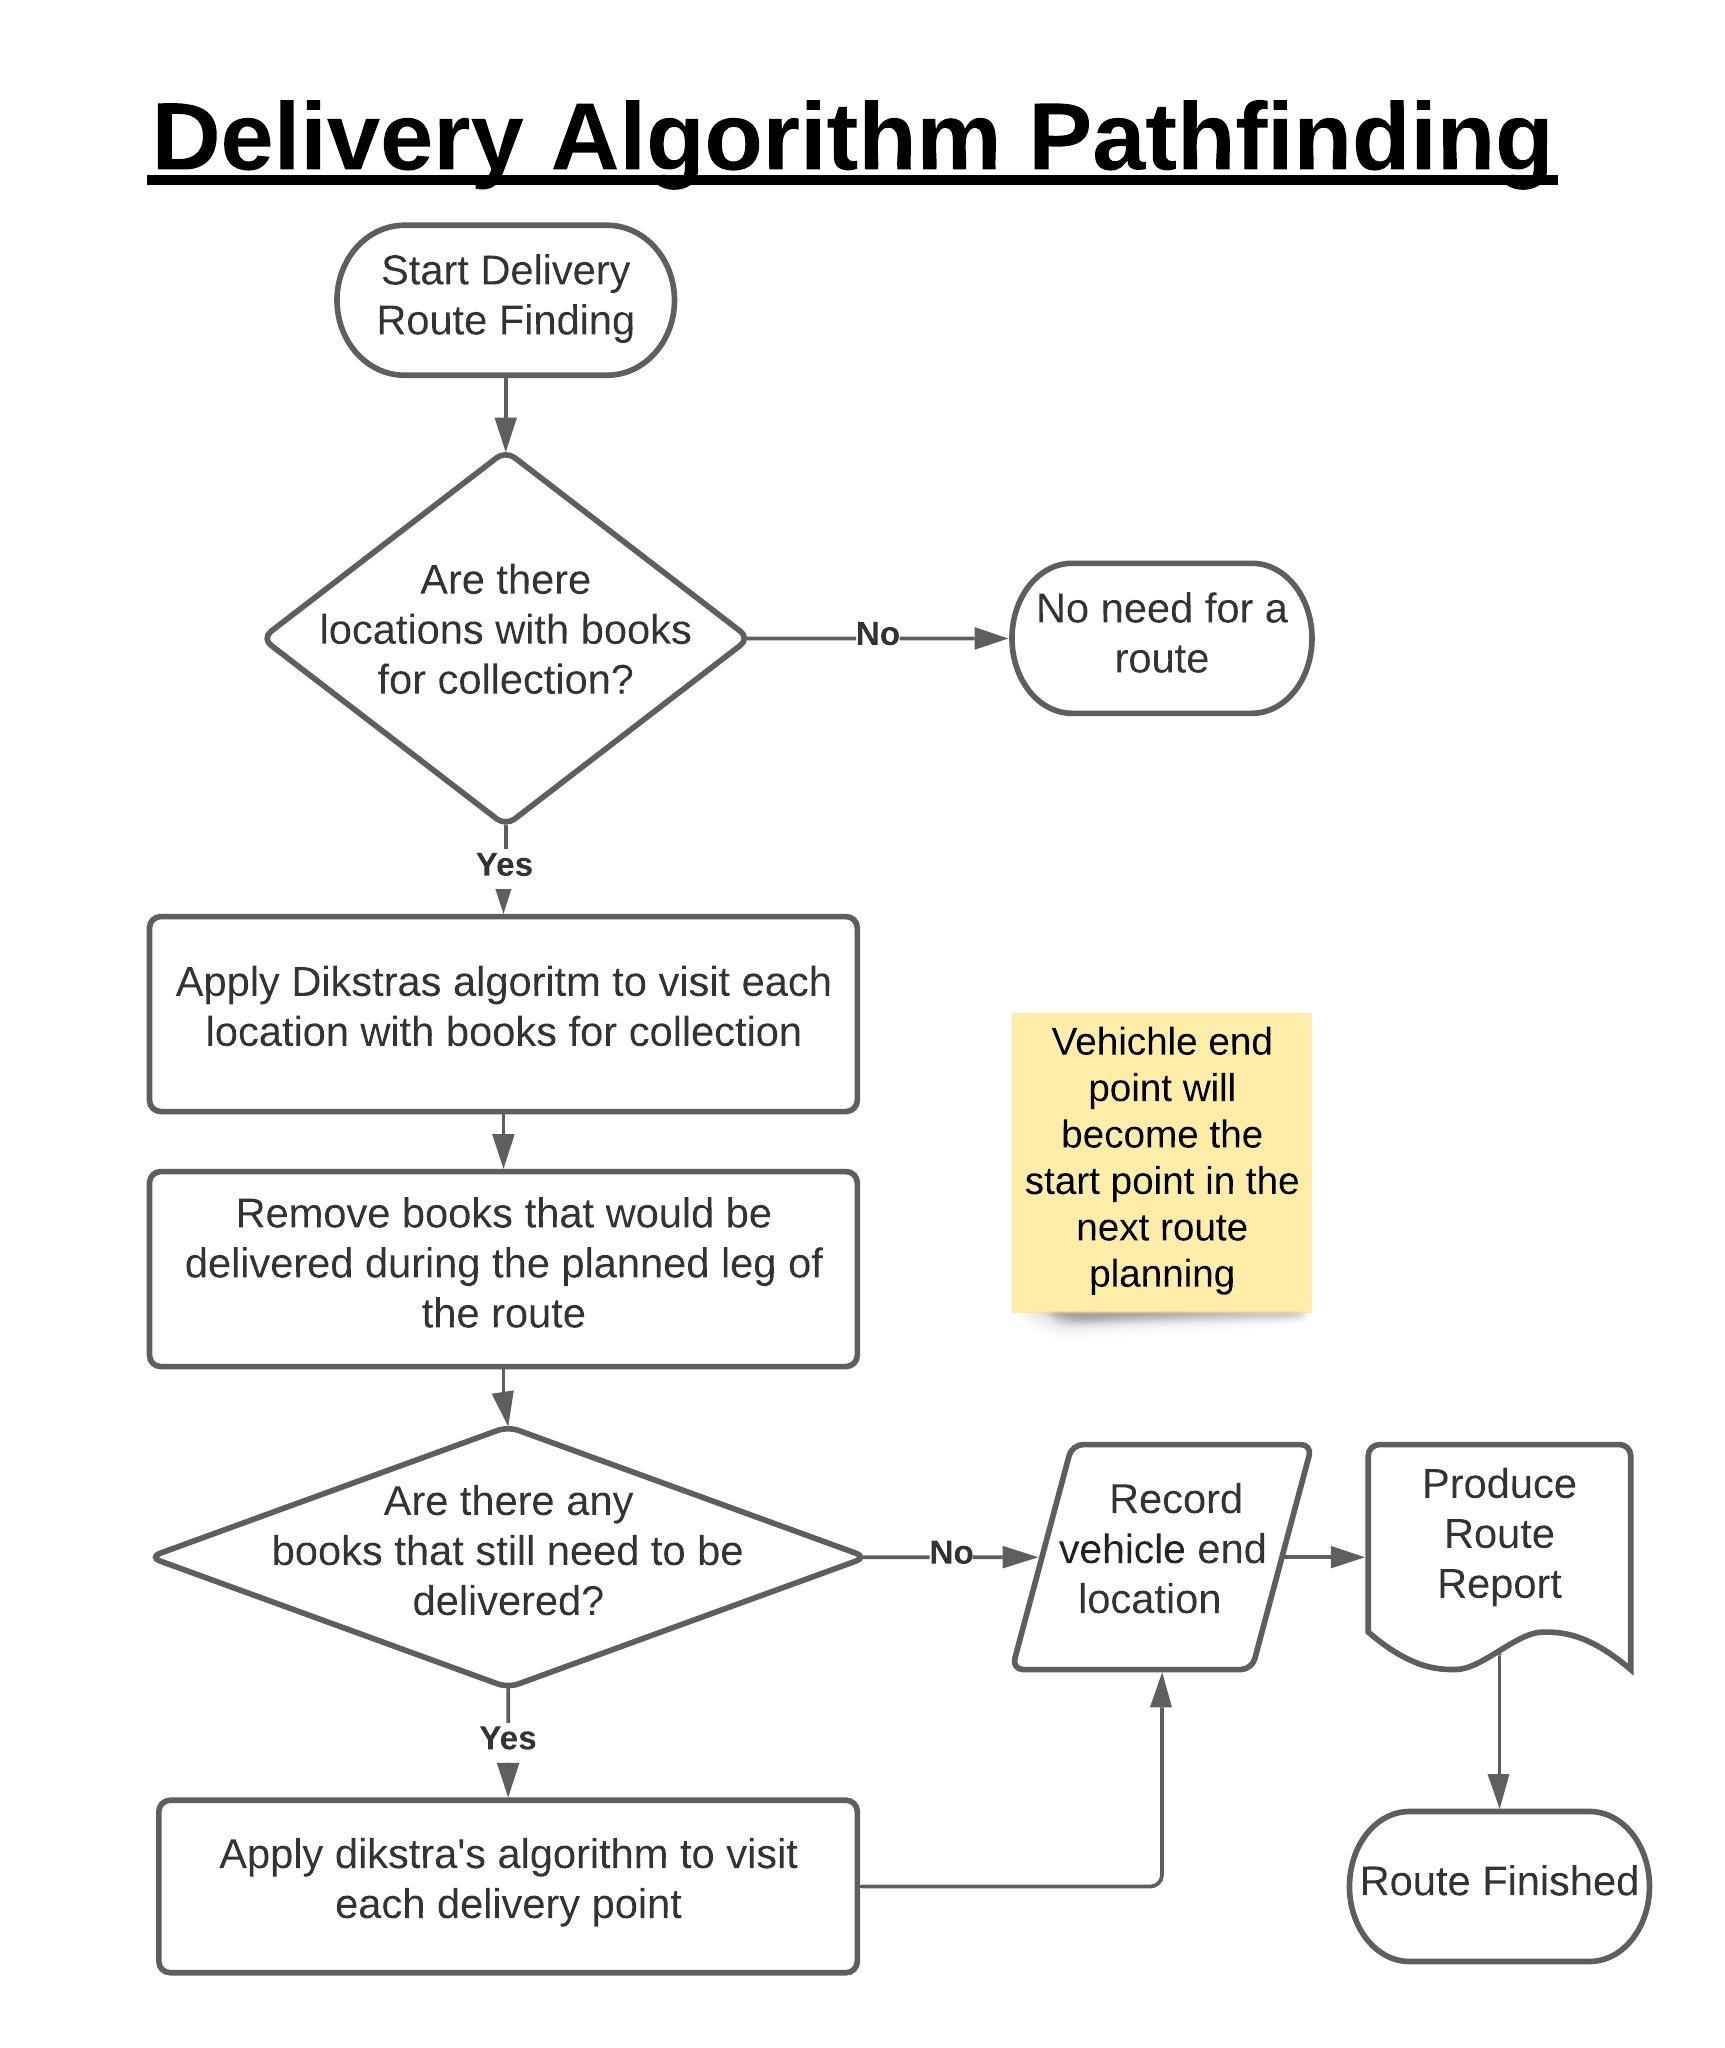 Delivery Algorithm Pathfinding
Start Delivery
Route Finding
Are there
locations with books
for collection?
No
No need for a
route
Yes
Apply Dikstras algoritm to visit each
location with books for collection
Vehichle end
point will
become the
start point in the
next route
planning
Remove books that would be
delivered during the planned leg of
the route
Are there any
books that still need to be
delivered?
No
Record
vehicle end
location
Produce
Route
Report
Yes
Apply dikstra's algorithm to visit
each delivery point
Route Finished